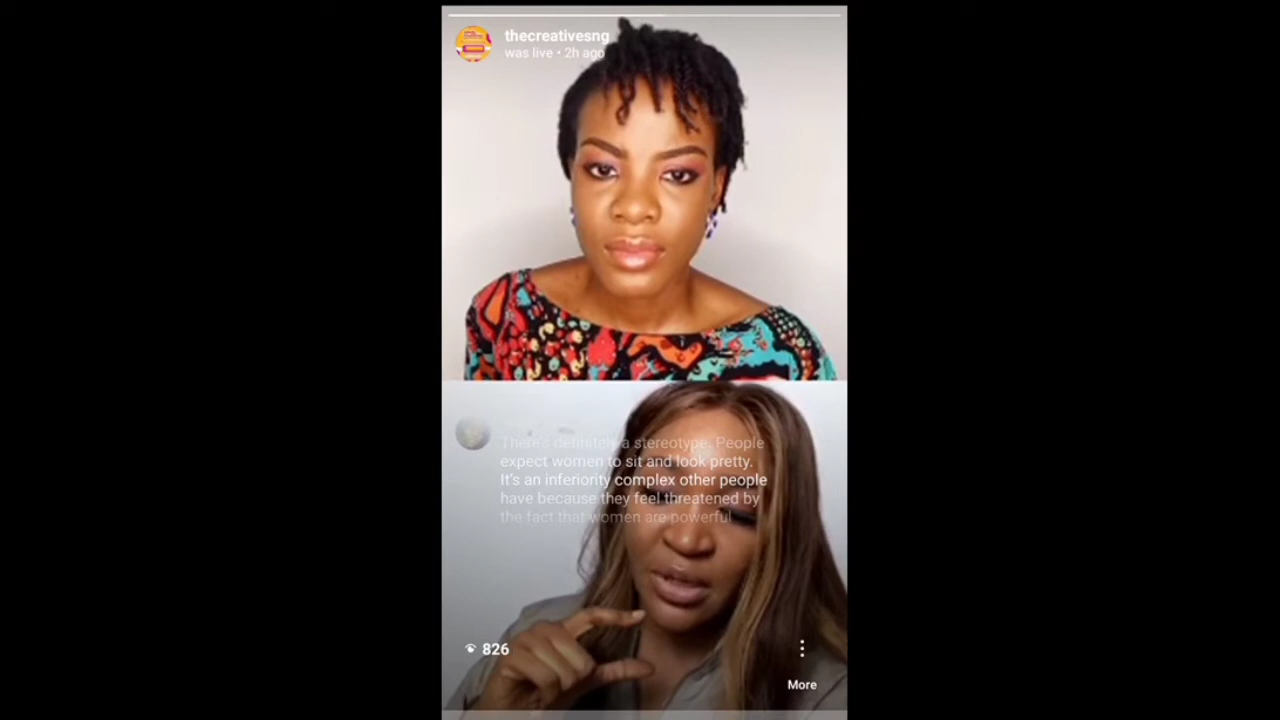 thecreativesng
was live • 2h ago
There's definitely a stereotype. People
expect women to sit and look pretty.
It's an inferiority complex other people
have because they feel threatened by
the fact that women are powerful
826
More